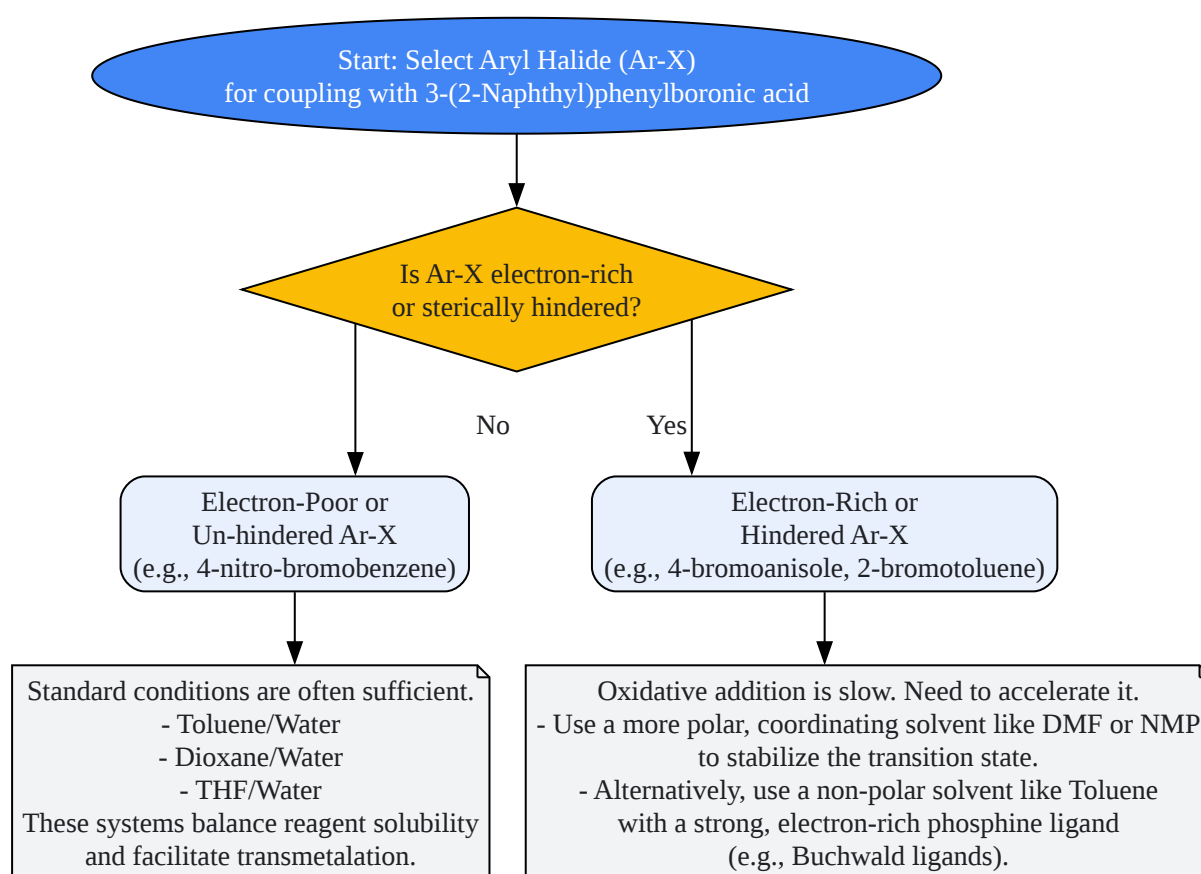 Start: Select Aryl Halide (Ar-X)
for coupling with 3-(2-Naphthyl)phenylboronic acid
Is Ar-X electron-rich
or sterically hindered?
No
Yes
Electron-Poor or
Un-hindered Ar-X
(e.g., 4-nitro-bromobenzene)
Electron-Rich or
Hindered Ar-X
(e.g., 4-bromoanisole, 2-bromotoluene)
Standard conditions are often sufficient.
- Toluene/Water
- Dioxane/Water
- THF/Water
These systems balance reagent solubility
and facilitate transmetalation.
Oxidative addition is slow. Need to accelerate it.
- Use a more polar, coordinating solvent like DMF or NMP
to stabilize the transition state.
- Alternatively, use a non-polar solvent like Toluene
with a strong, electron-rich phosphine ligand
(e.g., Buchwald ligands).